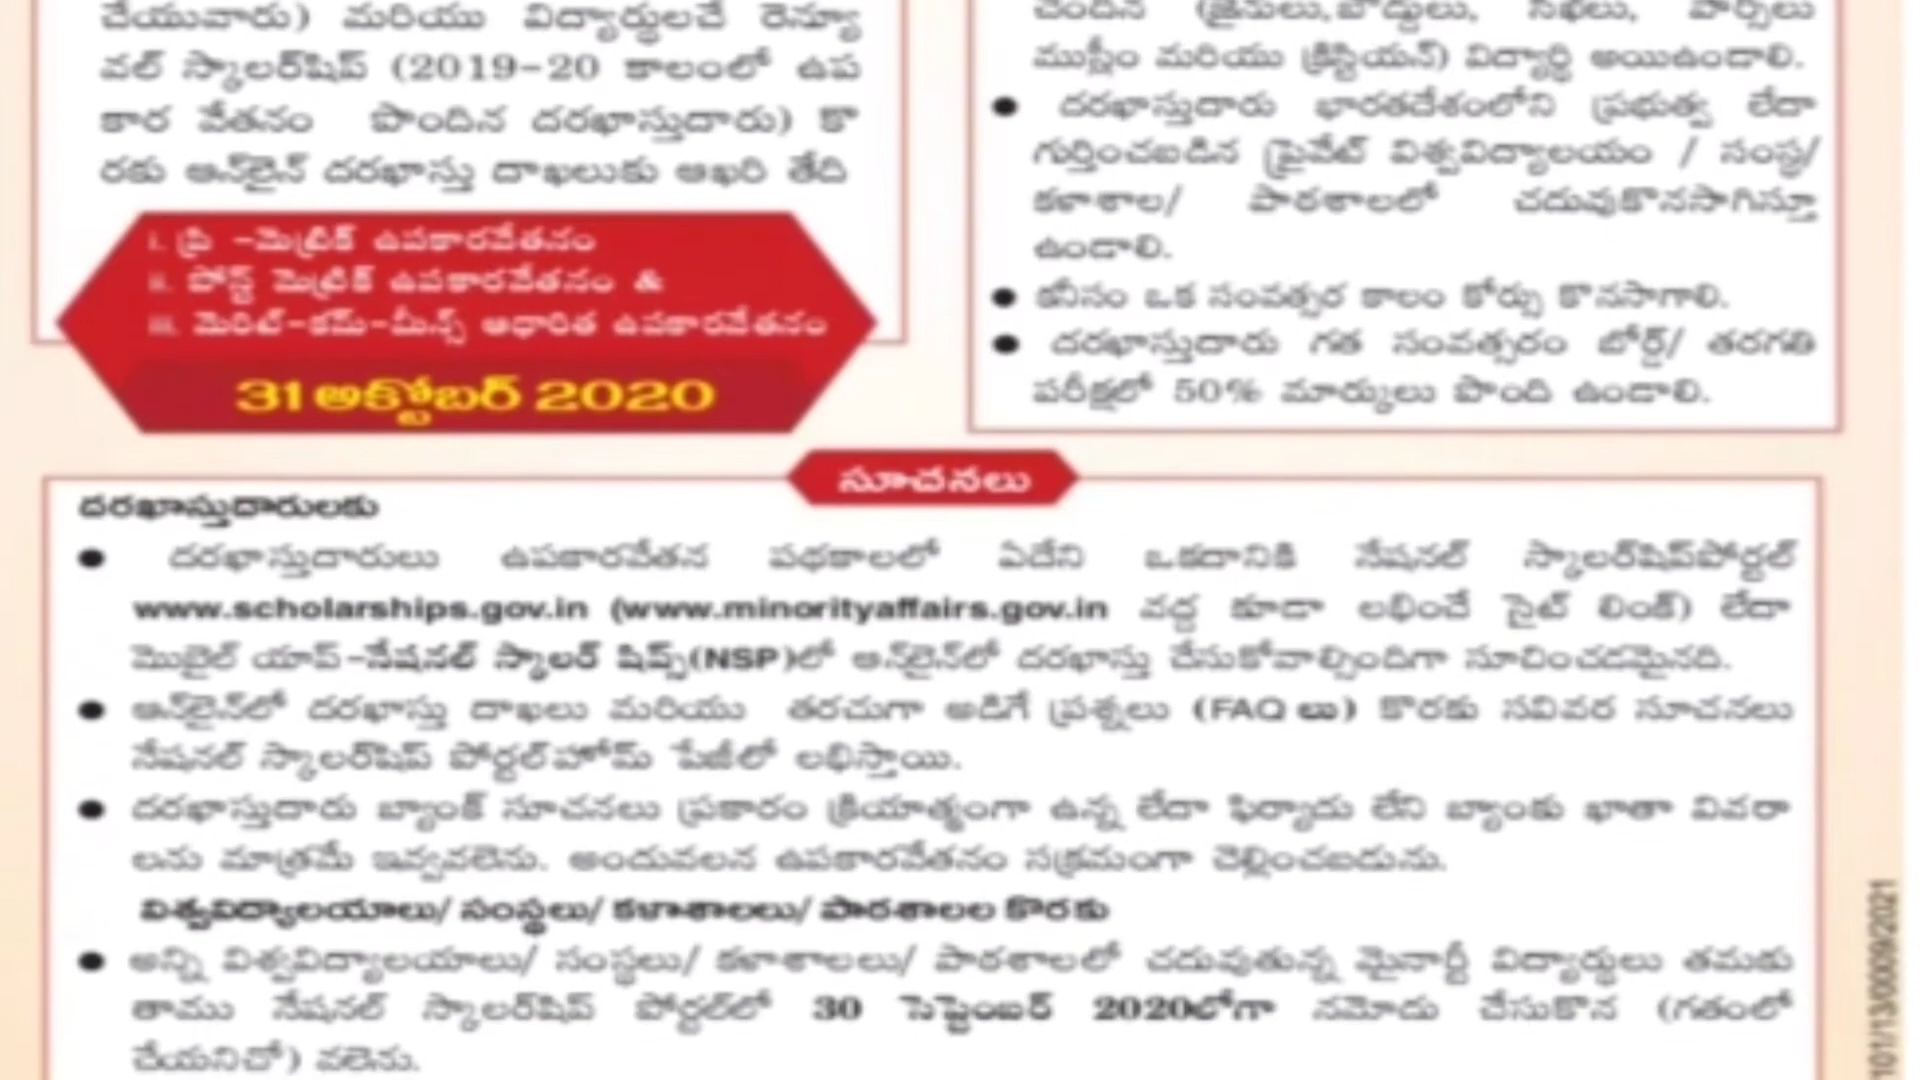 చేయువారు) మరియు విద్యార్థులచే రెన్యూ
వల్ స్కాలర్‌షిప్ (2019-20 కాలంలో ఉప
కార వేతనం పొందిన దరఖాస్తుదారు) కొ
రకు ఆన్‌లైన్ దరఖాస్తు దాఖలుకు ఆఖరి తేది
i. ప్రి -మెట్రిక్ ఉపకారవేతనం
ii. పోస్ట్ మెట్రిక్ ఉపకారవేతనం &
iii. మెరిట్-కమ్-మీన్స్ ఆధారిత ఉపకారవేతనం
31 అక్టోబర్ 2020
చెందిన (జైనులు, బౌద్ధులు, సిఖ్‌లు, పార్సీలు
ముస్లీం మరియు క్రిస్టియన్) విద్యార్థి అయిఉండాలి.
● దరఖాస్తుదారు భారతదేశంలోని ప్రభుత్వ లేదా
గుర్తించబడిన ప్రైవేట్ విశ్వవిద్యాలయం / సంస్థ/
కళాశాల/ పాఠశాలలో చదువుకొనసాగిస్తూ
ఉండాలి.
● కనీసం ఒక సంవత్సర కాలం కోర్సు కొనసాగాలి.
● దరఖాస్తుదారు గత సంవత్సరం బోర్డ్/ తరగతి
పరీక్షలో 50% మార్కులు పొంది ఉండాలి.
సూచనలు
దరఖాస్తుదారులకు
● దరఖాస్తుదారులు ఉపకారవేతన పథకాలలో ఏదేని ఒకదానికి నేషనల్ స్కాలర్‌షిప్‌పోర్టల్
www.scholarships.gov.in (www.minorityaffairs.gov.in వద్ద కూడా లభించే సైట్ లింక్) లేదా
మొబైల్ యాప్-నేషనల్ స్కాలర్ షిప్స్(NSP)లో ఆన్‌లైన్‌లో దరఖాస్తు చేసుకోవాల్సిందిగా సూచించడమైనది.
● ఆన్‌లైన్‌లో దరఖాస్తు దాఖలు మరియు తరచుగా అడిగే ప్రశ్నలు (FAQ లు) కొరకు సవివర సూచనలు
నేషనల్ స్కాలర్‌షిప్ పోర్టల్ హోమ్ పేజీలో లభిస్తాయి.
● దరఖాస్తుదారు బ్యాంక్ సూచనలు ప్రకారం క్రియాత్మంగా ఉన్న లేదా ఫిర్యాదు లేని బ్యాంకు ఖాతా వివరా
లను మాత్రమే ఇవ్వవలెను. అందువలన ఉపకారవేతనం సక్రమంగా చెల్లించబడును.
విశ్వవిద్యాలయాలు/ సంస్థలు/ కళాశాలలు/ పాఠశాలల కొరకు
● అన్ని విశ్వవిద్యాలయాలు/ సంస్థలు/ కళాశాలలు/ పాఠశాలలో చదువుతున్న మైనార్టీ విద్యార్థులు తమకు
తాము నేషనల్ స్కాలర్‌షిప్ పోర్టల్‌లో 30 సెప్టెంబర్ 2020లోగా నమోదు చేసుకొన (గతంలో
చేయనిచో) వలెను.
101/13/0009/2021